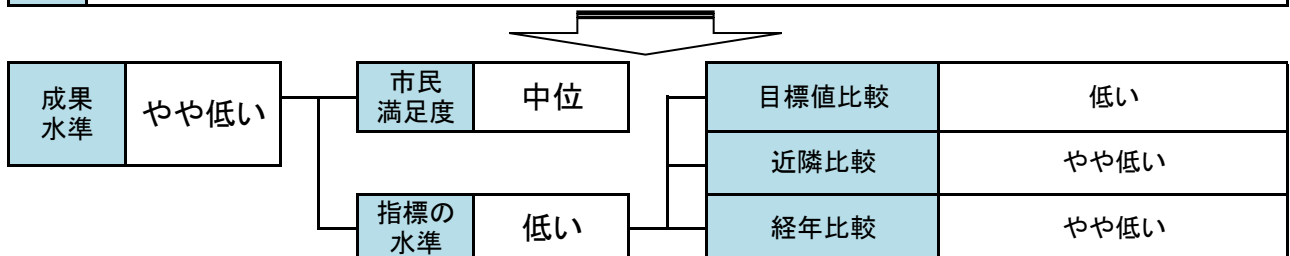 成果
水準
やや低い
市民
満足度
中位
指標の
水準
低い
目標値比較
低い
近隣比較
やや低い
経年比較
やや低い